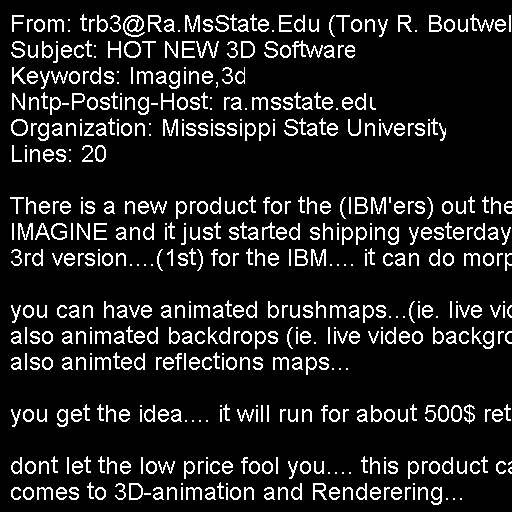 From: trb3@Ra.MsState.Edu (Tony R. Boutwel
Subject: HOT NEW 3D Software
Keywords: Imagine,3d
Nntp-Posting-Host: ra.msstate.edu
Organization: Mississippi State University
Lines: 20

There is a new product for the (IBM'ers) out the
IMAGINE and it just started shipping yesterday
3rd version....(1st) for the IBM.... it can do morp

you can have animated brushmaps...(ie. live vid
also animated backdrops (ie. live video backgro
also animted reflections maps...

you get the idea.... it will run for about 500$ ret

dont let the low price fool you.... this product ca
comes to 3D-animation and Renderering...